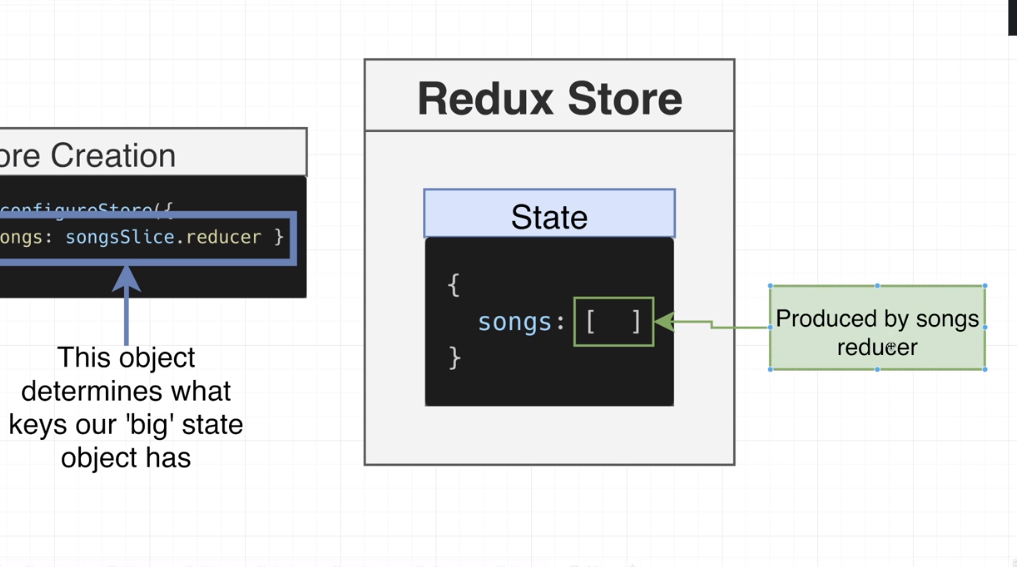 Redux Store
ore Creation
configureStore({
ongs: songsSlice.reducer }
This object
determines what
keys our 'big' state
object has
State
{
songs: [ ]
}
Produced by songs
reducer